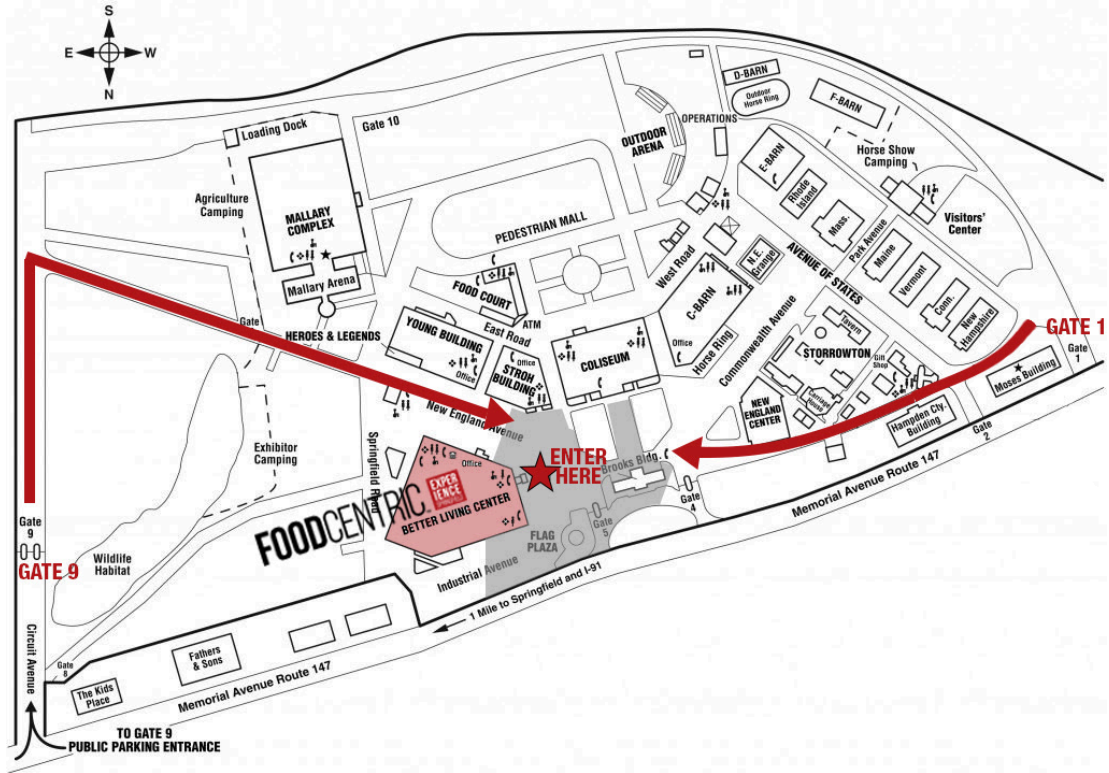 S
E
W
N
Loading Dock
Gate 10
Agriculture
Camping
MALLARY
COMPLEX
Mallary Arena
Gate
HEROES & LEGENDS
YOUNG BUILDING
Office
FOOD COURT
ATM
East Road
Office
STROH
BUILDING
PEDESTRIAN MALL
OUTDOOR
ARENA
OPERATIONS
D-BARN
Outdoor
Horse Ring
F-BARN
E-BARN
Horse Show
Camping
Rhode
Island
Mass.
Park Avenue
Visitors'
Center
Maine
Vermont
Conn.
New
Hampshire
AVENUE OF STATES
N.E.
Grange
West Road
C-BARN
Horse Ring
Office
COLISEUM
Commonwealth Avenue
Tavern
STORROWTON
Gift
Shop
Carriage
House
NEW
ENGLAND
CENTER
Hampden Cty.
Building
Moses Building
GATE 1
Gate
1
Gate
2
New England Avenue
Springfield Road
Exhibitor
Camping
Office
EXPER
IENCE
FOODCENTRIC
BETTER LIVING CENTER
ENTER
HERE
Brooks Bldg.
Gate
4
Gate
5
FLAG
PLAZA
Industrial Avenue
Memorial Avenue Route 147
1 Mile to Springfield and I-91
Gate
9
GATE 9
Wildlife
Habitat
Circuit Avenue
Gate
8
The Kids
Place
Fathers
& Sons
Memorial Avenue Route 147
TO GATE 9
PUBLIC PARKING ENTRANCE